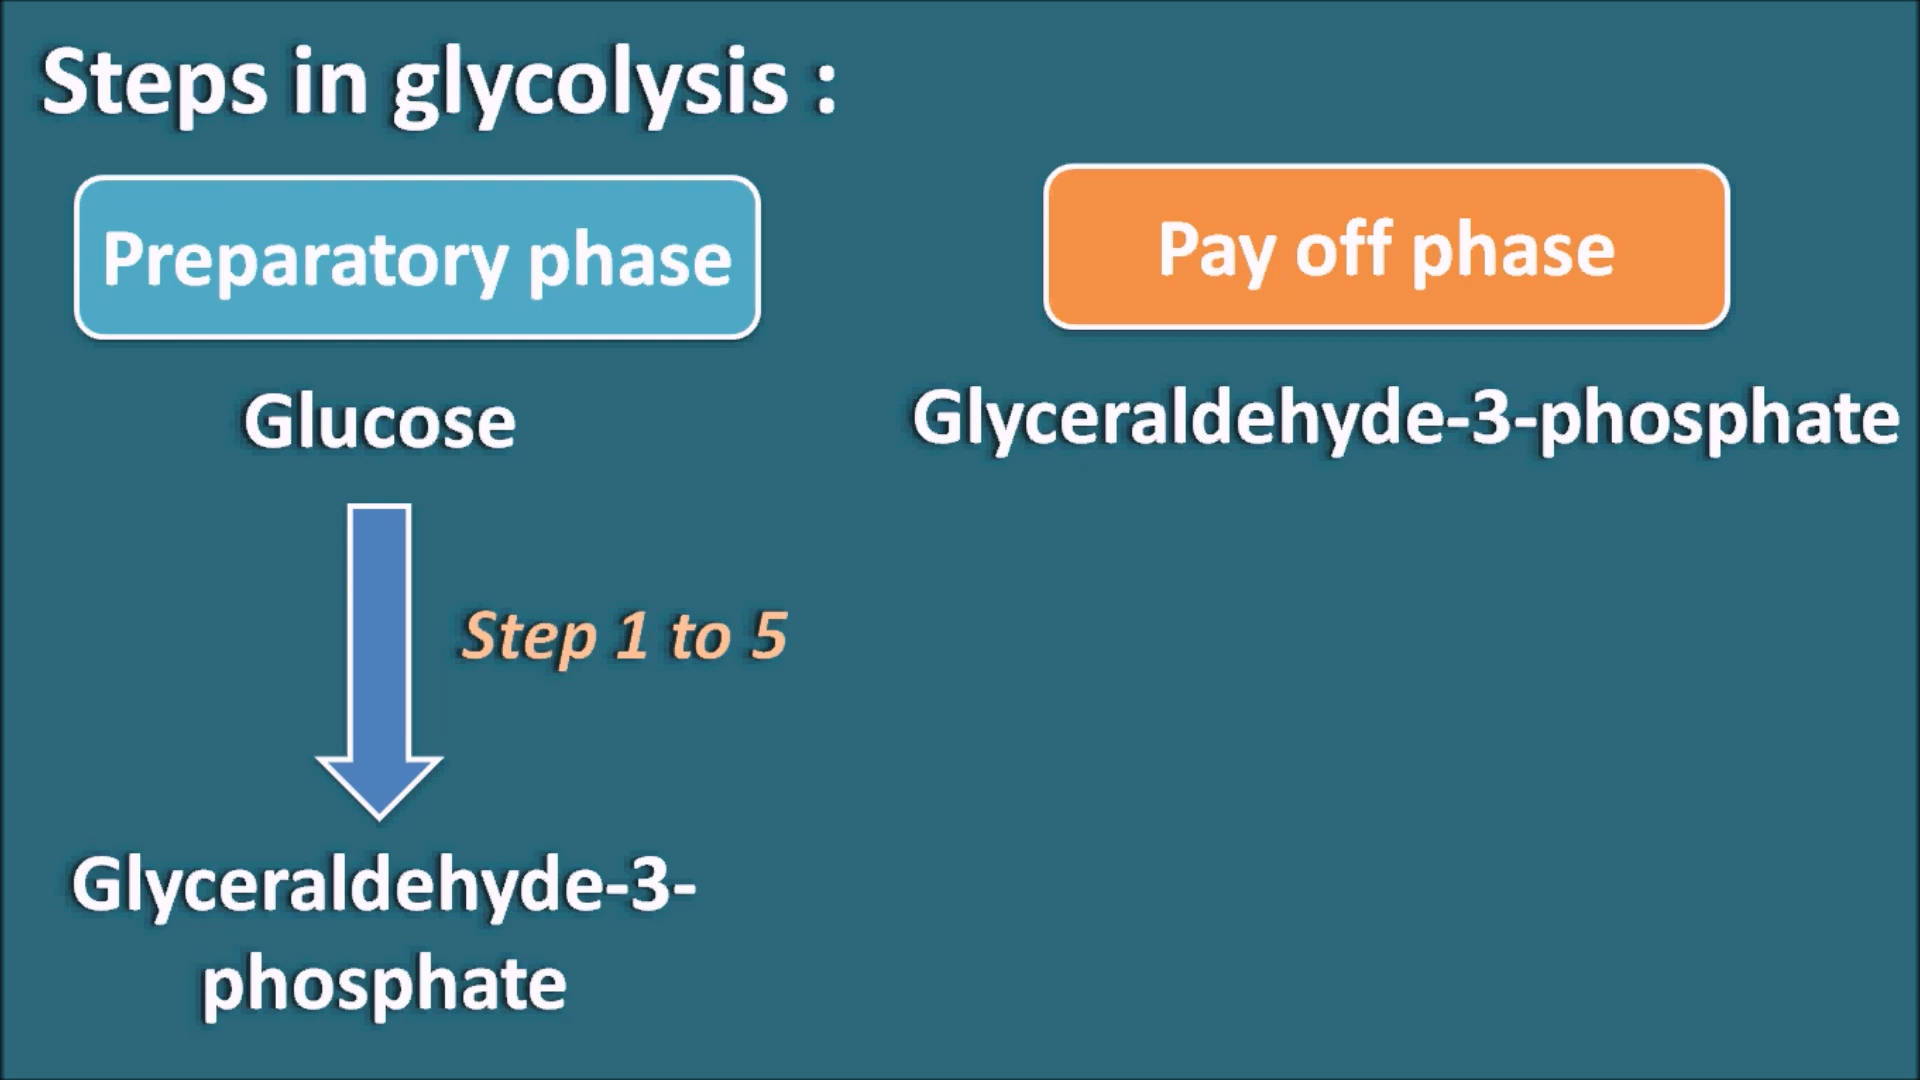 Steps in glycolysis :
Preparatory phase
Pay off phase
Glucose
Glyceraldehyde-3-phosphate
Step 1 to 5
Glyceraldehyde-3-
phosphate